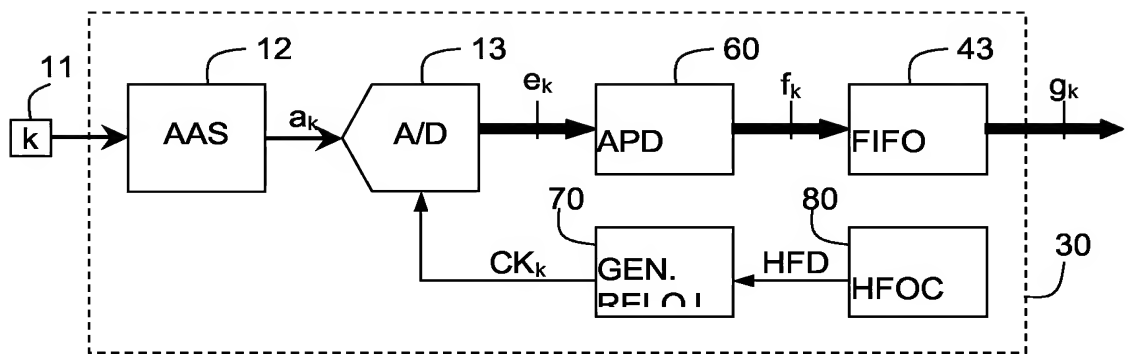 11
12
13
60
43
k
AAS
aₖ
A/D
eₖ
APD
fₖ
FIFO
gₖ
70
80
CKₖ
GEN.
RELOJ
HFD
HFOC
30